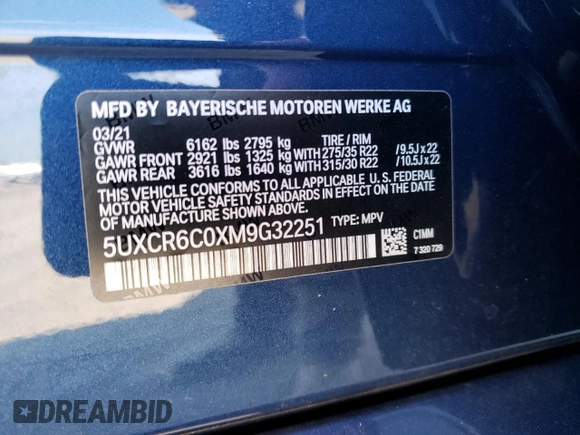 MFD BY BAYERISCHE MOTOREN WERKE AG
03/21
GVWR 6162 lbs 2795 kg TIRE / RIM
GAWR FRONT 2921 lbs 1325 kg WITH 275/35 R22 /9.5J x 22
GAWR REAR 3616 lbs 1640 kg WITH 315/30 R22 /10.5J x 22
THIS VEHICLE CONFORMS TO ALL APPLICABLE U.S. FEDERAL
MOTOR VEHICLE SAFETY STANDARDS IN EFFECT ON THE DATE OF
MANUFACTURE SHOWN ABOVE.
5UXCR6C0XM9G32251 TYPE: MPV
C1MM
7 320 729
DREAMBID